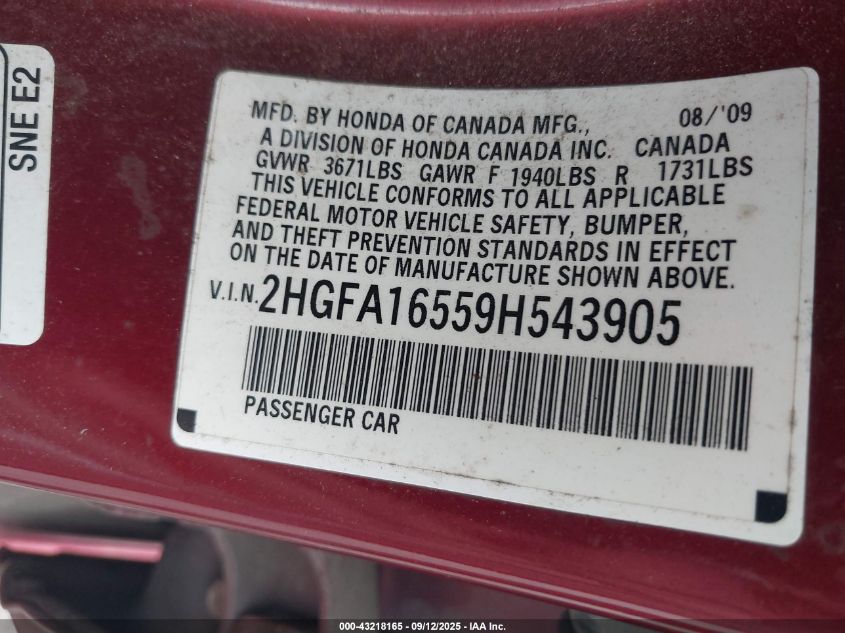 SNE E2
MFD. BY HONDA OF CANADA MFG., 08/'09
A DIVISION OF HONDA CANADA INC. CANADA
GVWR 3671LBS GAWR F 1940LBS R 1731LBS
THIS VEHICLE CONFORMS TO ALL APPLICABLE
FEDERAL MOTOR VEHICLE SAFETY, BUMPER,
AND THEFT PREVENTION STANDARDS IN EFFECT
ON THE DATE OF MANUFACTURE SHOWN ABOVE.
V.I.N. 2HGFA16559H543905
PASSENGER CAR
000-43218165 - 09/12/2025 - IAA Inc.